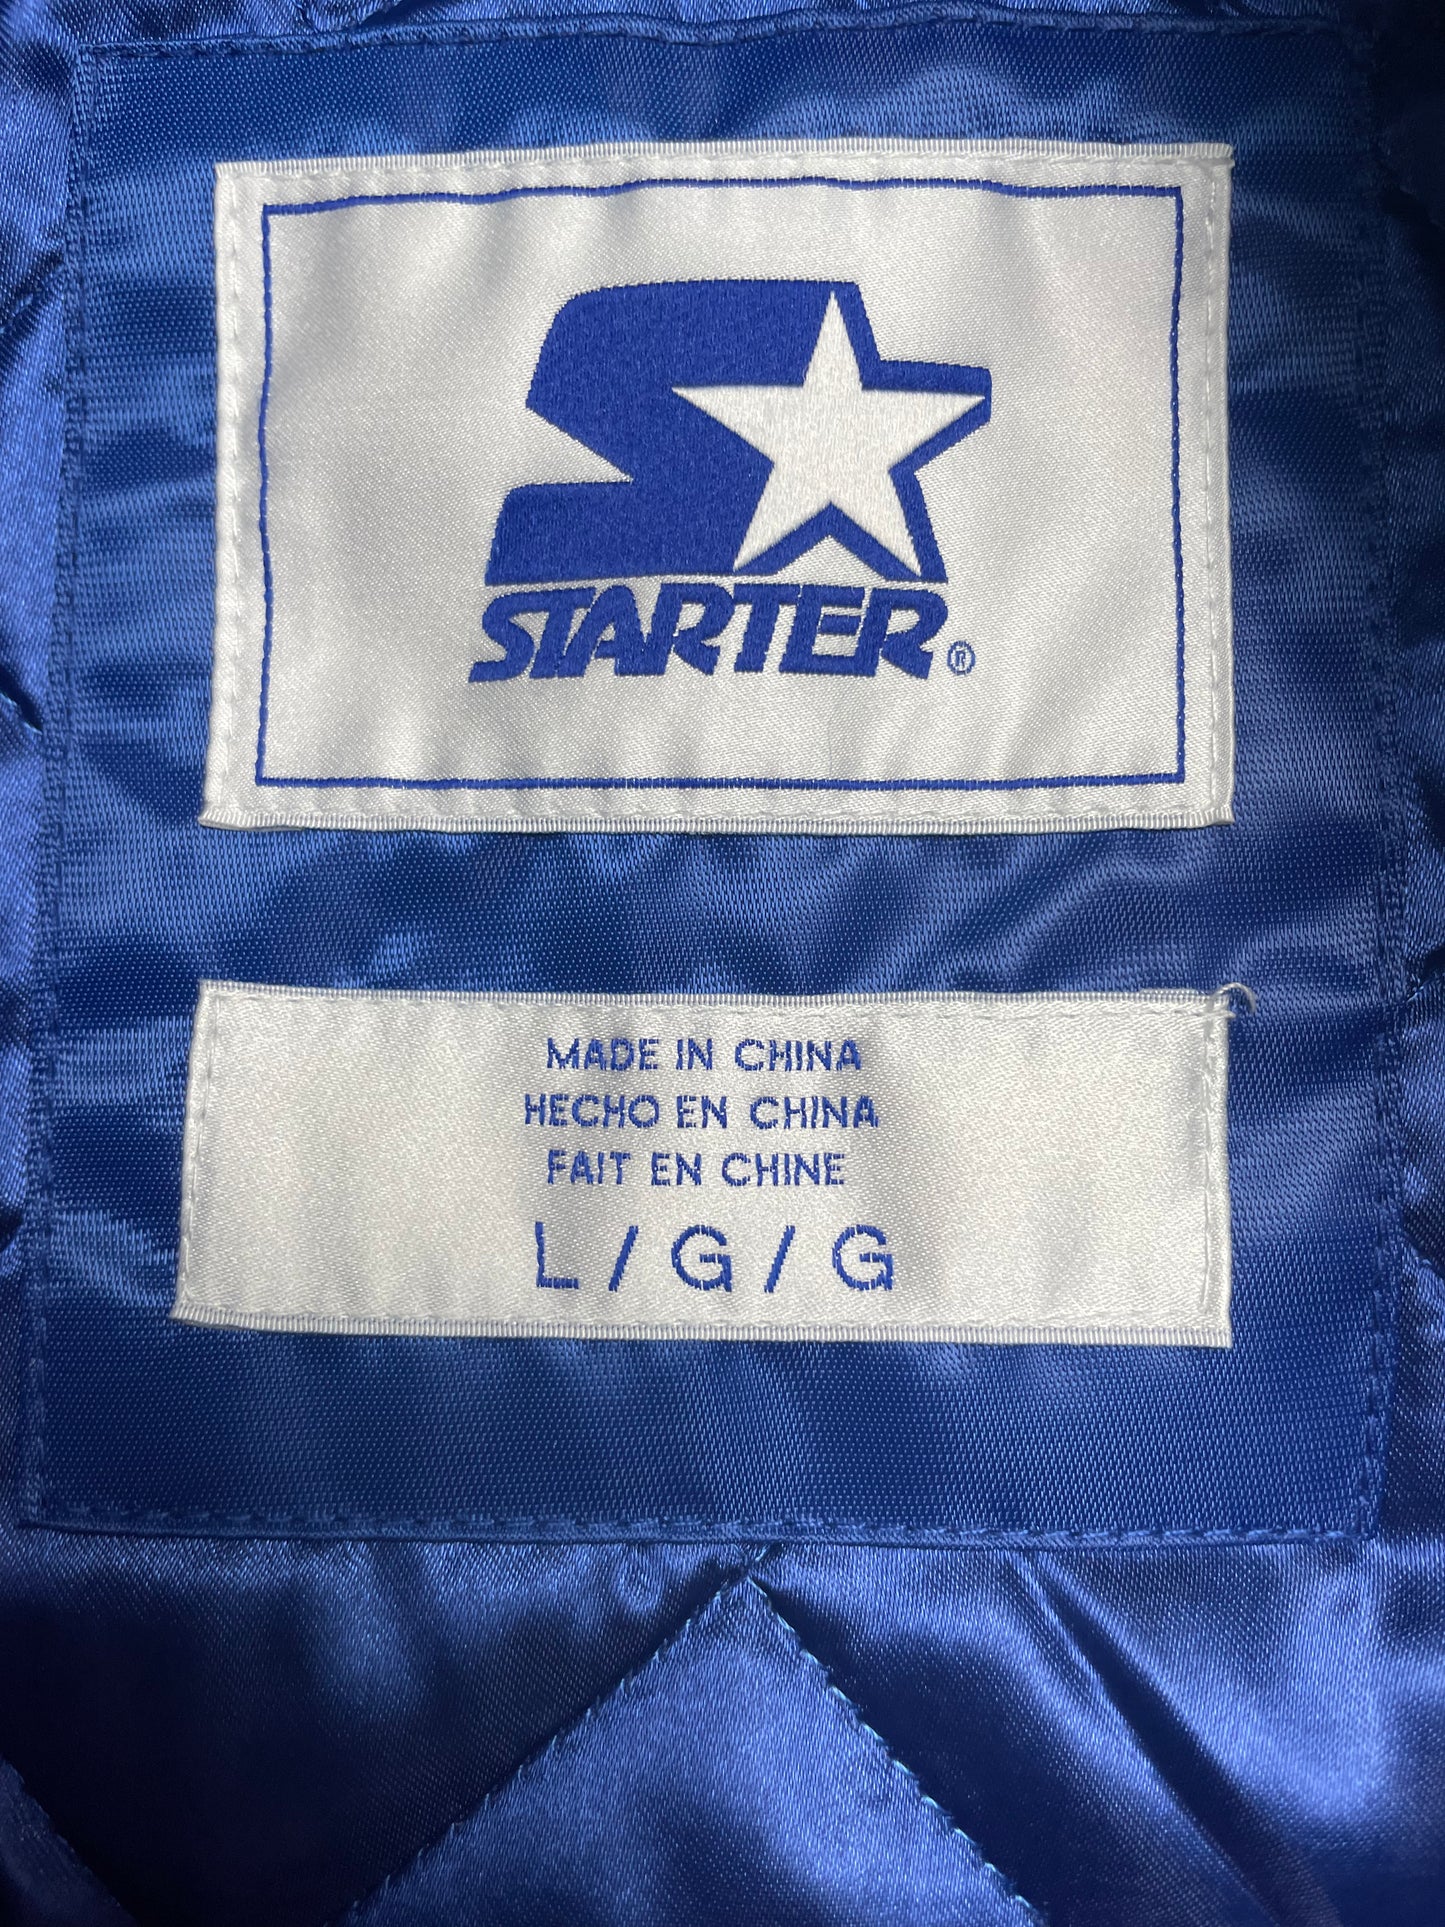 STARTER®
MADE IN CHINA
HECHO EN CHINA
FAIT EN CHINE
L / G / G